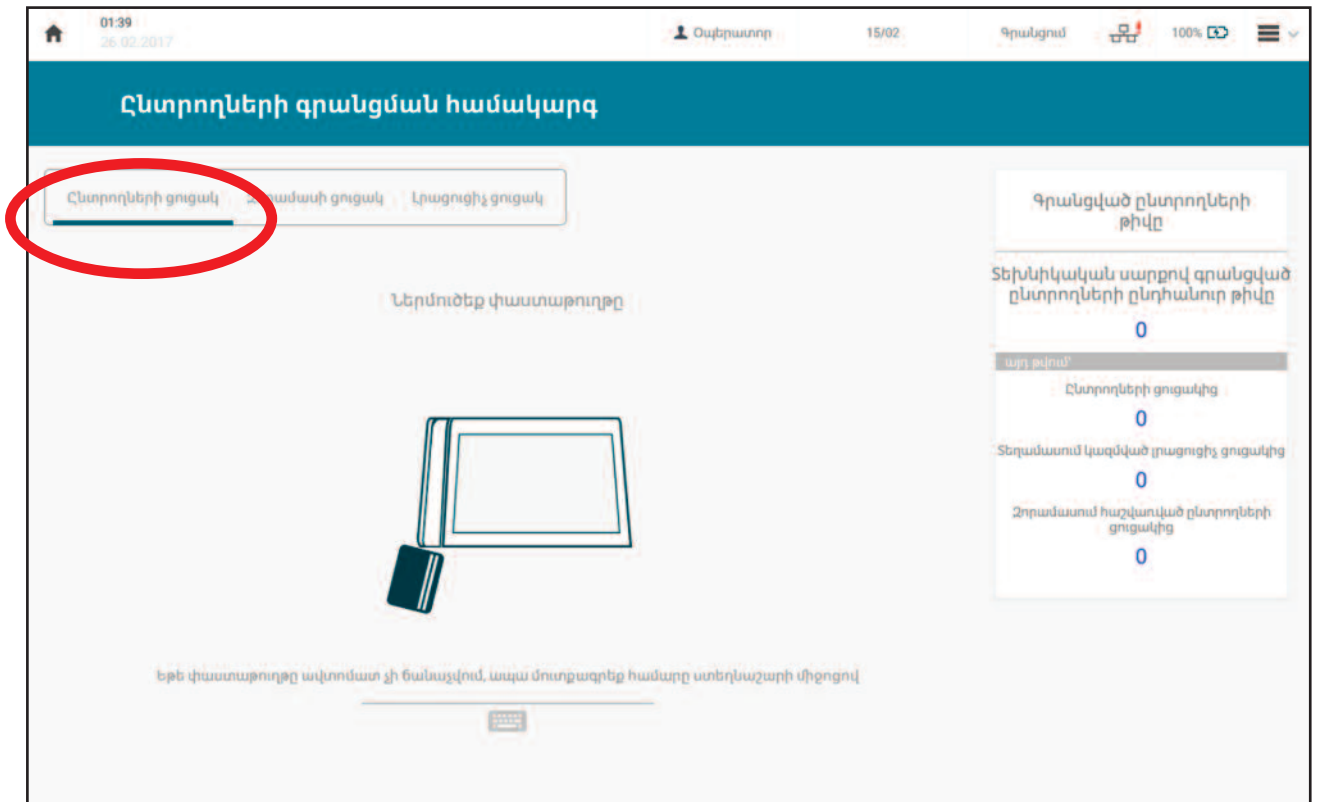 01:39
26.02.2017
Օպերատոր
15/02
Գրանցում
100%
Ընտրողների գրանցման համակարգ
Ընտրողների ցուցակ
Զորամասի ցուցակ
Լրացուցիչ ցուցակ
Ներմուծեք փաստաթուղթը
Եթե փաստաթուղթը ավտոմատ չի ճանաչվում, ապա մուտքագրեք համարը ստեղնաշարի միջոցով
Գրանցված ընտրողների
թիվը
Տեխնիկական սարքով գրանցված
ընտրողների ընդհանուր թիվը
0
այդ թվում՝
Ընտրողների ցուցակից
0
Տեղամասում կազմված լրացուցիչ ցուցակից
0
Զորամասում հաշվառված ընտրողների
ցուցակից
0